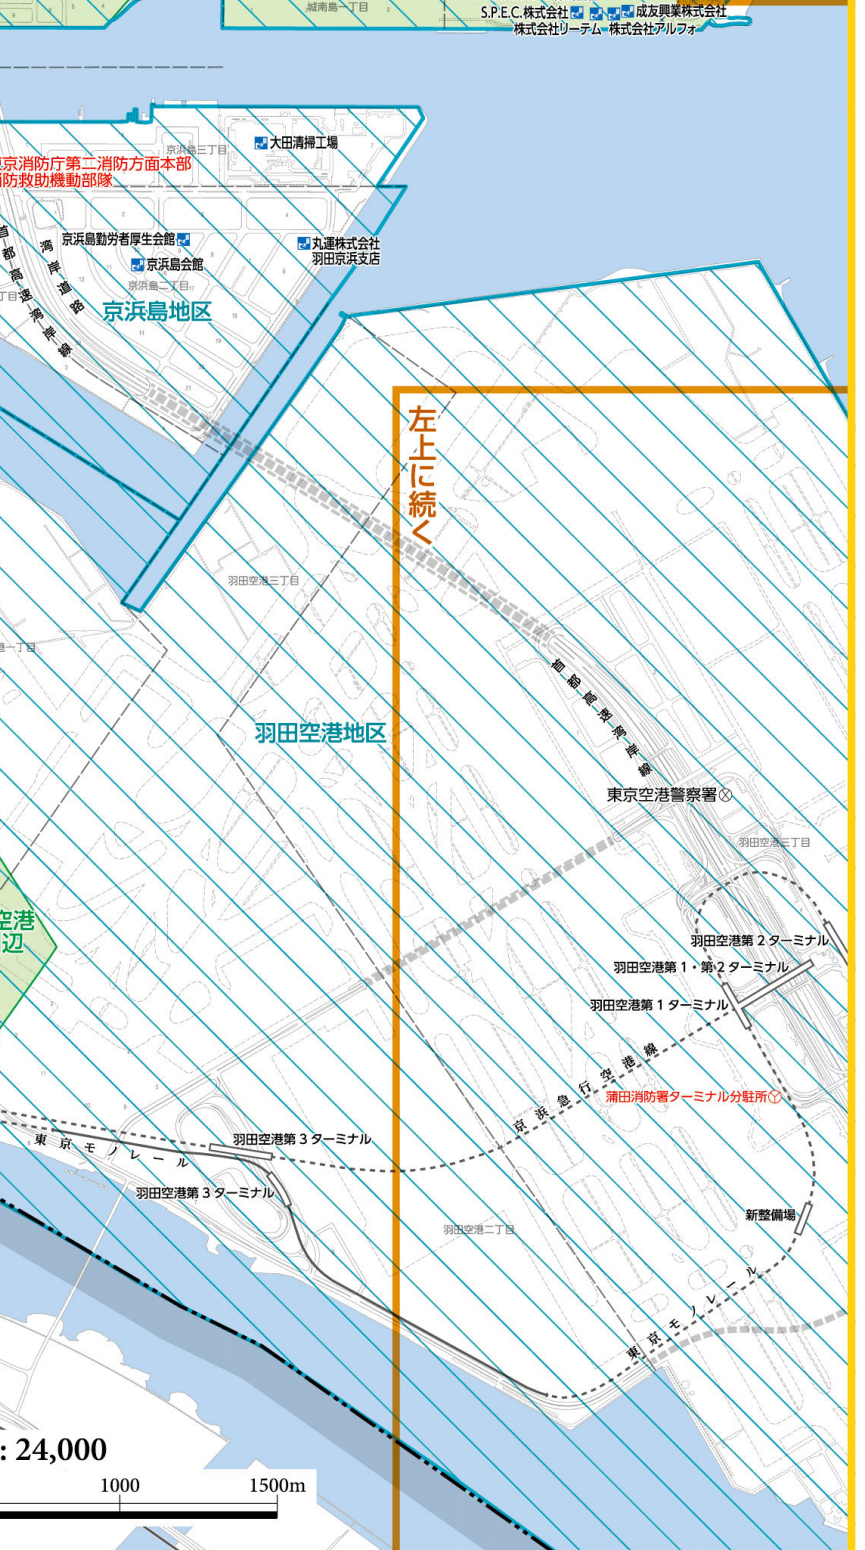 城南島一丁目
S.P.E.C.株式会社
成友興業株式会社
株式会社リーテム
株式会社アルフォ
京浜島三丁目
大田清掃工場
京消防庁第二消防方面本部
防救助機動部隊
京浜島勤労者厚生会館
丸運株式会社
羽田京浜支店
京浜島会館
京浜島二丁目
京浜島地区
湾岸道路
首都高速湾岸線
丁目
左上に続く
羽田空港三丁目
一丁目
首都高速湾岸線
羽田空港地区
東京空港警察署
羽田空港三丁目
空港
辺
羽田空港第2ターミナル
羽田空港第1・第2ターミナル
羽田空港第1ターミナル
京浜急行空港線
蒲田消防署ターミナル分駐所
東京モノレール
羽田空港第3ターミナル
羽田空港第3ターミナル
新整備場
羽田空港二丁目
東京モノレール
: 24,000
1000
1500m